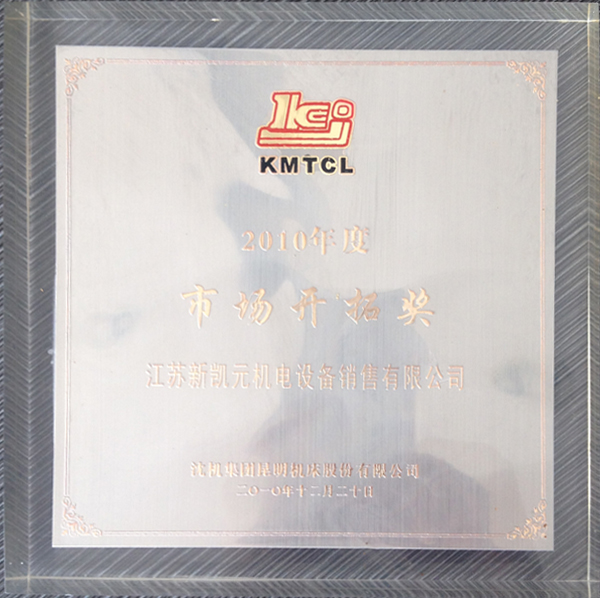 KMTCL
2010年度
市场开拓奖
江苏新凯元机电设备销售有限公司
沈机集团昆明机床股份有限公司
二〇一〇年十二月二十日